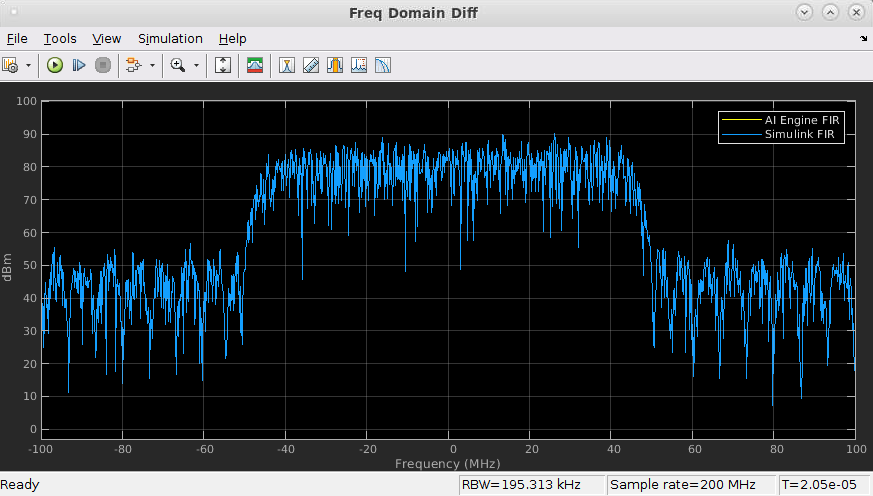 Freq Domain Diff
File Tools View Simulation Help
100
90
80
70
60
50
40
30
20
10
0
dBm
AI Engine FIR
Simulink FIR
-100 -80 -60 -40 -20 0 20 40 60 80 100
Frequency (MHz)
Ready RBW=195.313 kHz Sample rate=200 MHz T=2.05e-05